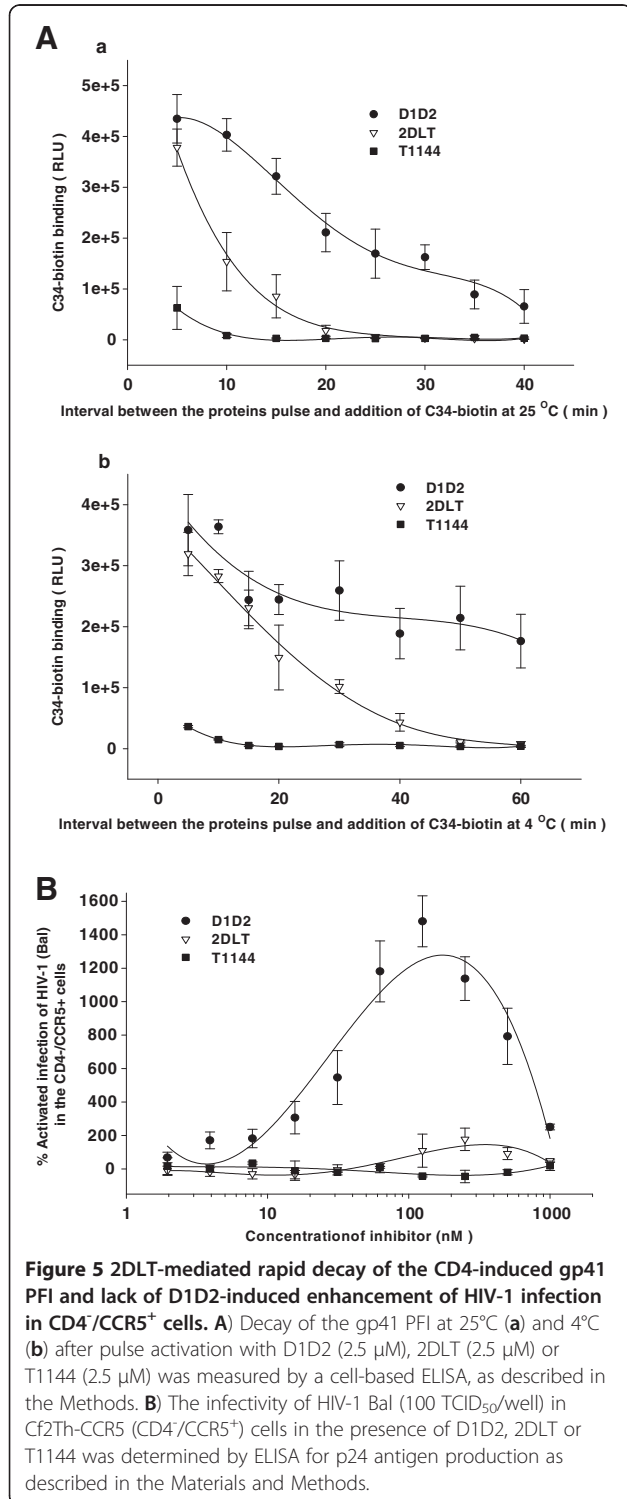 A
a
5e+5
4e+5
3e+5
2e+5
1e+5
0
C34-biotin binding ( RLU )
D1D2
2DLT
T1144
0 10 20 30 40
Interval between the proteins pulse and addition of C34-biotin at 25 °C ( min )
b
4e+5
3e+5
2e+5
1e+5
0
C34-biotin binding ( RLU )
D1D2
2DLT
T1144
0 20 40 60
Interval between the proteins pulse and addition of C34-biotin at 4 °C ( min )
B
1600
1400
1200
1000
800
600
400
200
0
% Activated infection of HIV-1 (Bal)
in the CD4-/CCR5+ cells
D1D2
2DLT
T1144
1 10 100 1000
Concentrationof inhibitor (nM )
Figure 5 2DLT-mediated rapid decay of the CD4-induced gp41
PFI and lack of D1D2-induced enhancement of HIV-1 infection
in CD4⁻/CCR5⁺ cells. A) Decay of the gp41 PFI at 25°C (a) and 4°C
(b) after pulse activation with D1D2 (2.5 μM), 2DLT (2.5 μM) or
T1144 (2.5 μM) was measured by a cell-based ELISA, as described in
the Methods. B) The infectivity of HIV-1 Bal (100 TCID₅₀/well) in
Cf2Th-CCR5 (CD4⁻/CCR5⁺) cells in the presence of D1D2, 2DLT or
T1144 was determined by ELISA for p24 antigen production as
described in the Materials and Methods.